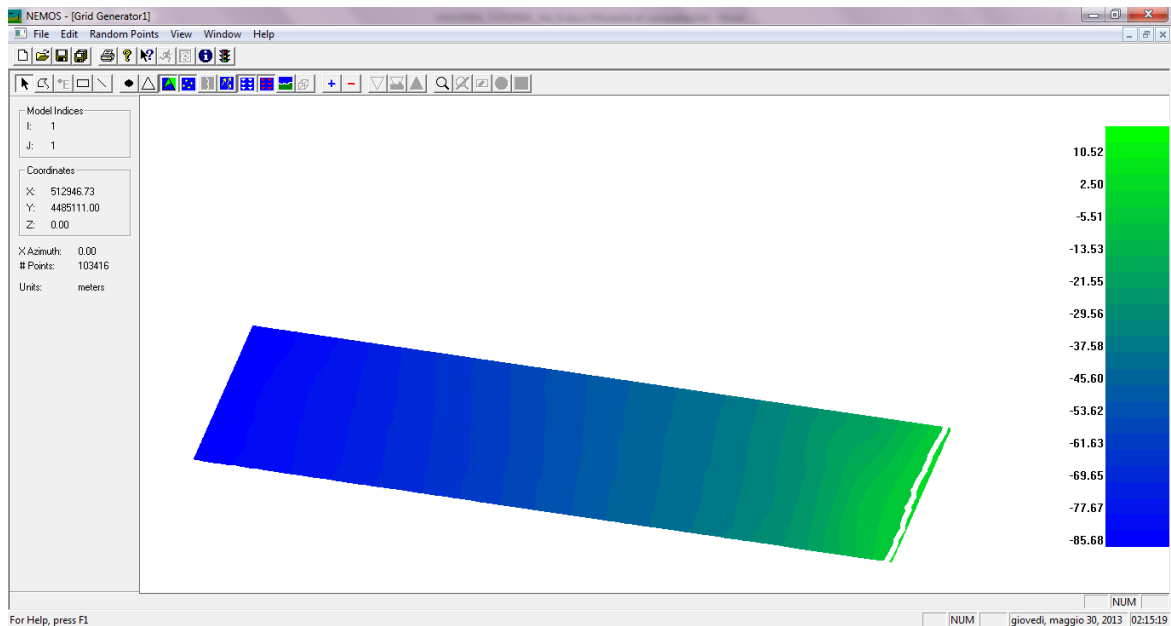 NEMOS - [Grid Generator1]
File Edit Random Points View Window Help
Model Indices
I: 1
J: 1
Coordinates
X: 512946.73
Y: 4485111.00
Z: 0.00
X Azimuth: 0.00
# Points: 103416
Units: meters
10.52
2.50
-5.51
-13.53
-21.55
-29.56
-37.58
-45.60
-53.62
-61.63
-69.65
-77.67
-85.68
NUM
For Help, press F1
NUM
giovedì, maggio 30, 2013
02:15:19